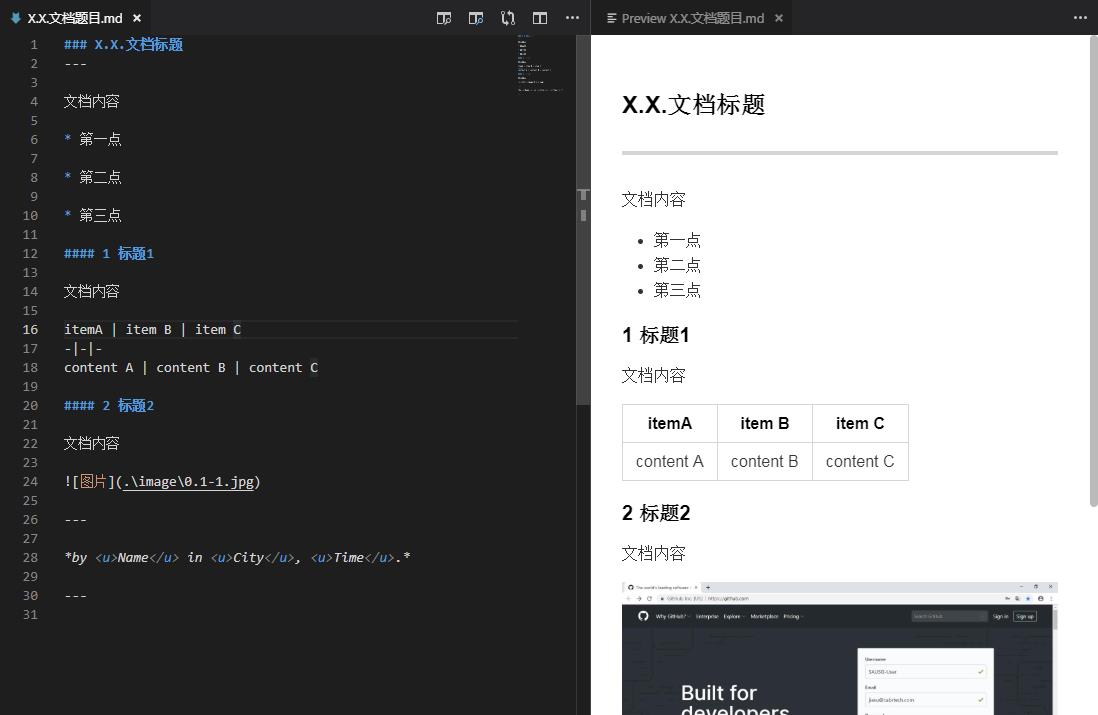 X.X.文档题目.md
Preview X.X.文档题目.md
1 ### X.X.文档标题
2 ---
3
4 文档内容
5
6 * 第一点
7
8 * 第二点
9
10 * 第三点
11
12 #### 1 标题1
13
14 文档内容
15
16 itemA | item B | item C
17 -|-|-
18 content A | content B | content C
19
20 #### 2 标题2
21
22 文档内容
23
24 ![图片](.\image\0.1-1.jpg)
25
26 ---
27
28 *by <u>Name</u> in <u>City</u>, <u>Time</u>.*
29
30 ---
31
X.X.文档标题
文档内容
• 第一点
• 第二点
• 第三点
1 标题1
文档内容
itemA item B item C
content A content B content C
2 标题2
文档内容
The world's leading software
GitHub, Inc. [US] | https://github.com
Why GitHub? Enterprise Explore Marketplace Pricing Search GitHub Sign in Sign up
Username
SAUSG-User
Email
Built for
developers